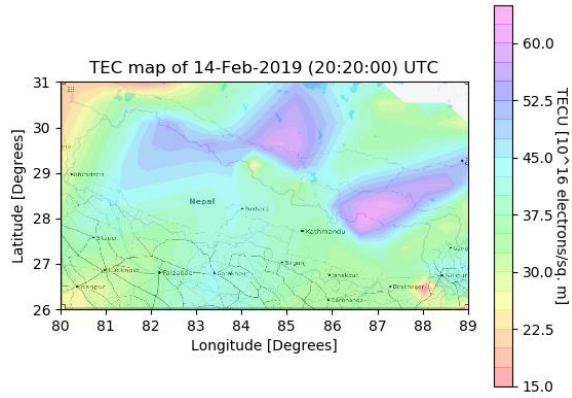 TEC map of 14-Feb-2019 (20:20:00) UTC
31
30
29
28
27
26
Latitude [Degrees]
Nepal
Kathmandu
80 81 82 83 84 85 86 87 88 89
Longitude [Degrees]
60.0
52.5
45.0
37.5
30.0
22.5
15.0
TECU [10^16 electrons/sq. m]